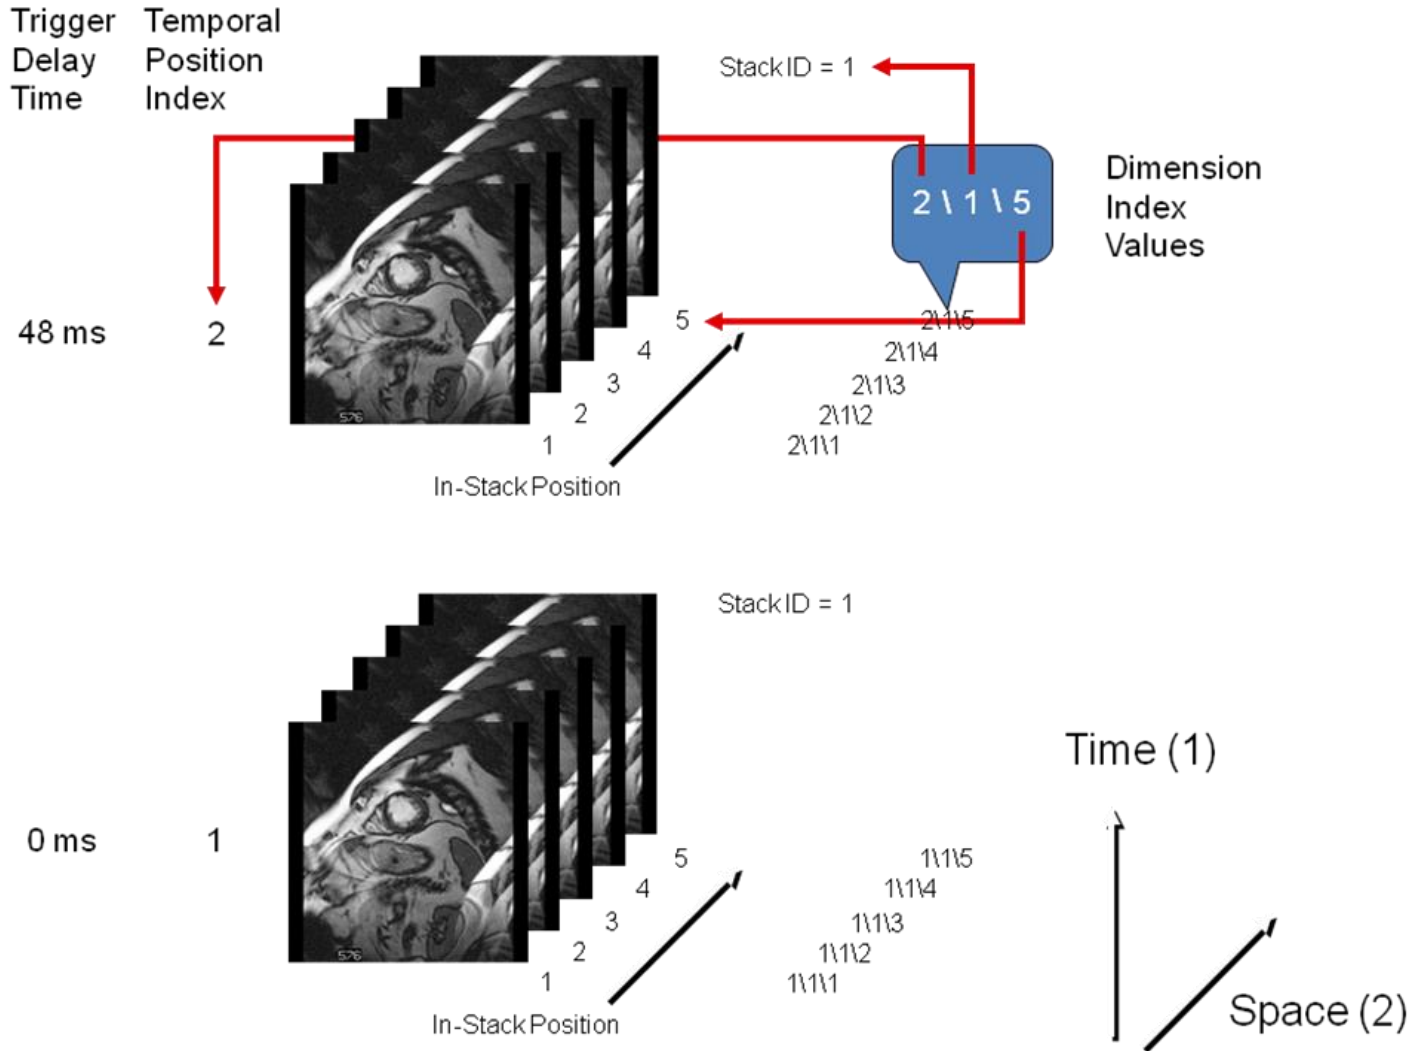 Trigger
Delay
Time
Temporal
Position
Index
Stack ID = 1
2 \ 1 \ 5
Dimension
Index
Values
48 ms
2
5
4
3
2
1
2\1\5
2\1\4
2\1\3
2\1\2
2\1\1
576
In-Stack Position
Stack ID = 1
Time (1)
0 ms
1
5
4
3
2
1
1\1\5
1\1\4
1\1\3
1\1\2
1\1\1
576
In-Stack Position
Space (2)